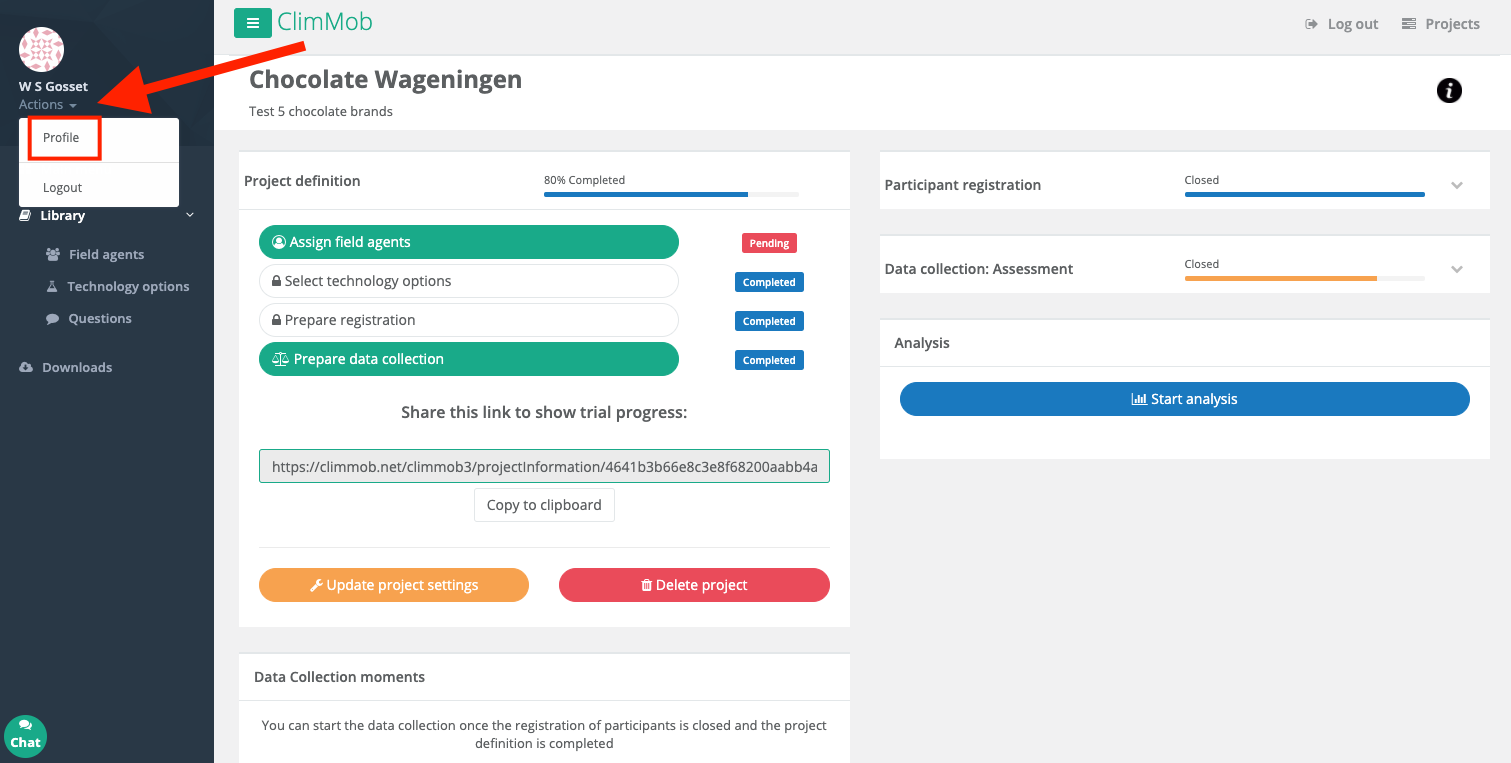 ClimMob
Log out
Projects
W S Gosset
Actions
Profile
Logout
Library
Field agents
Technology options
Questions
Downloads
Chat
Chocolate Wageningen
Test 5 chocolate brands
i
Project definition
80% Completed
Assign field agents
Pending
Select technology options
Completed
Prepare registration
Completed
Prepare data collection
Completed
Share this link to show trial progress:
https://climmob.net/climmob3/projectInformation/4641b3b66e8c3e8f68200aabb4a
Copy to clipboard
Update project settings
Delete project
Data Collection moments
You can start the data collection once the registration of participants is closed and the project
definition is completed
Participant registration
Closed
Data collection: Assessment
Closed
Analysis
Start analysis